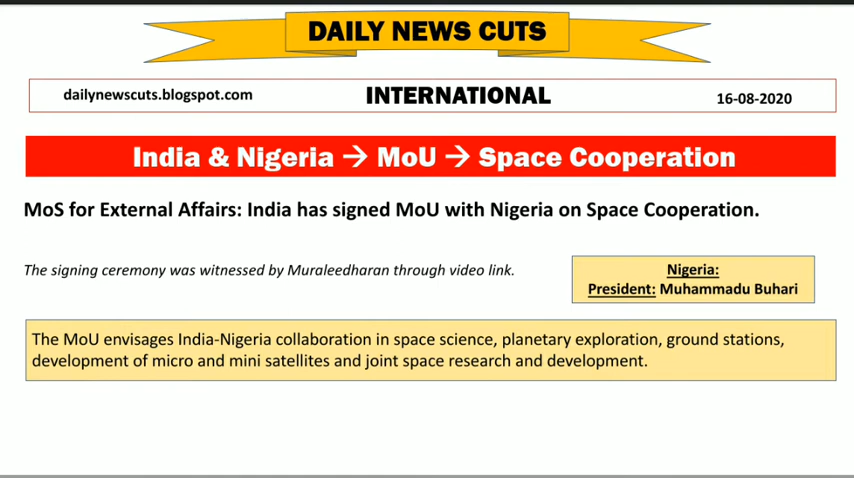 DAILY NEWS CUTS
dailynewscuts.blogspot.com
INTERNATIONAL
16-08-2020
India & Nigeria → MoU → Space Cooperation
MoS for External Affairs: India has signed MoU with Nigeria on Space Cooperation.
The signing ceremony was witnessed by Muraleedharan through video link.
Nigeria:
President: Muhammadu Buhari
The MoU envisages India-Nigeria collaboration in space science, planetary exploration, ground stations,
development of micro and mini satellites and joint space research and development.